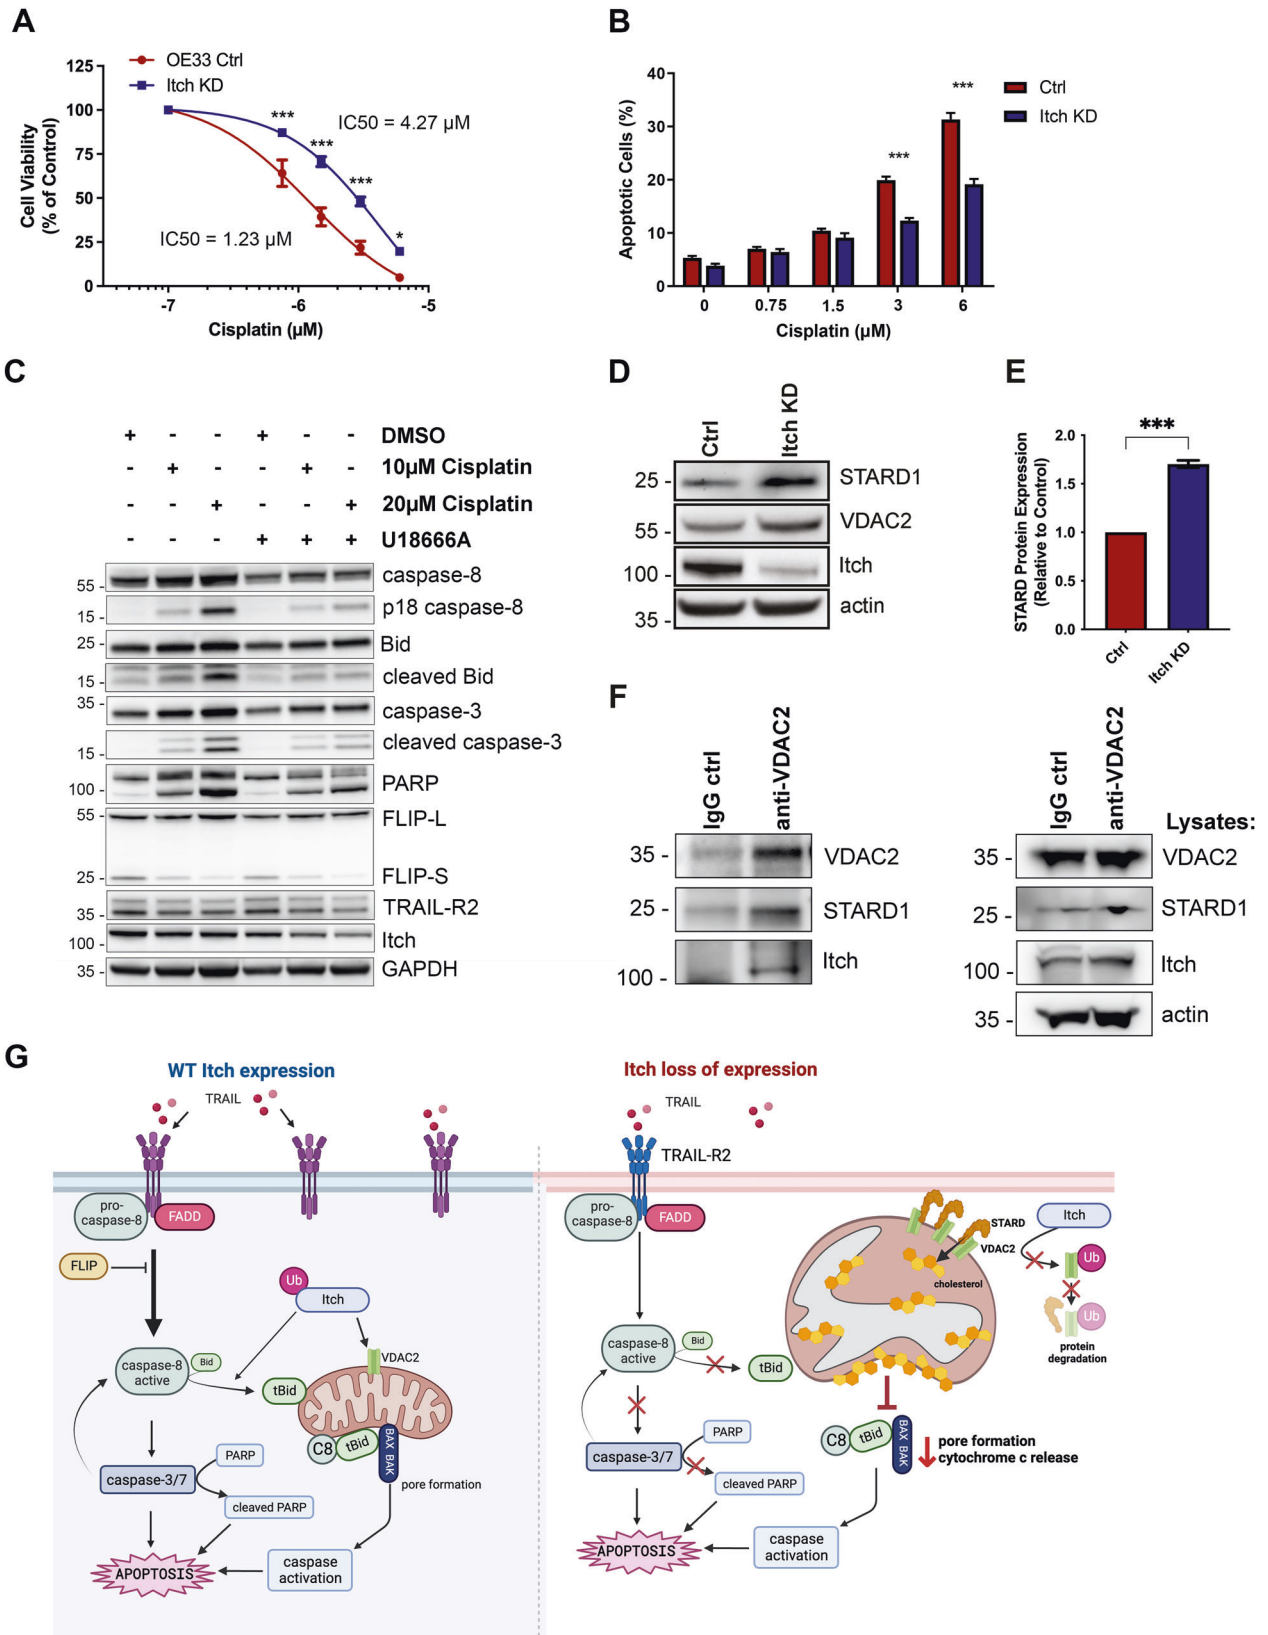 A
OE33 Ctrl
Itch KD
125
100
75
50
25
0
Cell Viability
(% of Control)
***
***
***
*
IC50 = 4.27 µM
IC50 = 1.23 µM
-7
-6
-5
Cisplatin (µM)
B
40
30
20
10
0
Apoptotic Cells (%)
***
***
Ctrl
Itch KD
0
0.75
1.5
3
6
Cisplatin (µM)
C
+ - - + - - DMSO
- + - - + - 10µM Cisplatin
- - + - - + 20µM Cisplatin
- - - + + + U18666A
55 - caspase-8
15 - p18 caspase-8
25 - Bid
15 - cleaved Bid
35 - caspase-3
15 - cleaved caspase-3
100 - PARP
55 - FLIP-L
25 - FLIP-S
35 - TRAIL-R2
100 - Itch
35 - GAPDH
D
Ctrl
Itch KD
25 - STARD1
55 - VDAC2
100 - Itch
35 - actin
E
***
2.0
1.5
1.0
0.5
0.0
STARD Protein Expression
(Relative to Control)
Ctrl
Itch KD
F
IgG ctrl
anti-VDAC2
35 - VDAC2
25 - STARD1
100 - Itch
IgG ctrl
anti-VDAC2
Lysates:
35 - VDAC2
25 - STARD1
100 - Itch
35 - actin
G
WT Itch expression
TRAIL
pro-
caspase-8
FADD
FLIP
Ub
Itch
caspase-8
active
Bid
tBid
VDAC2
C8
tBid
BAX
BAK
pore formation
PARP
caspase-3/7
cleaved PARP
APOPTOSIS
caspase
activation
Itch loss of expression
TRAIL
TRAIL-R2
pro-
caspase-8
FADD
STARD
VDAC2
cholesterol
Itch
Ub
Ub
protein
degradation
caspase-8
active
Bid
tBid
C8
tBid
BAX
BAK
pore formation
cytochrome c release
PARP
caspase-3/7
cleaved PARP
APOPTOSIS
caspase
activation